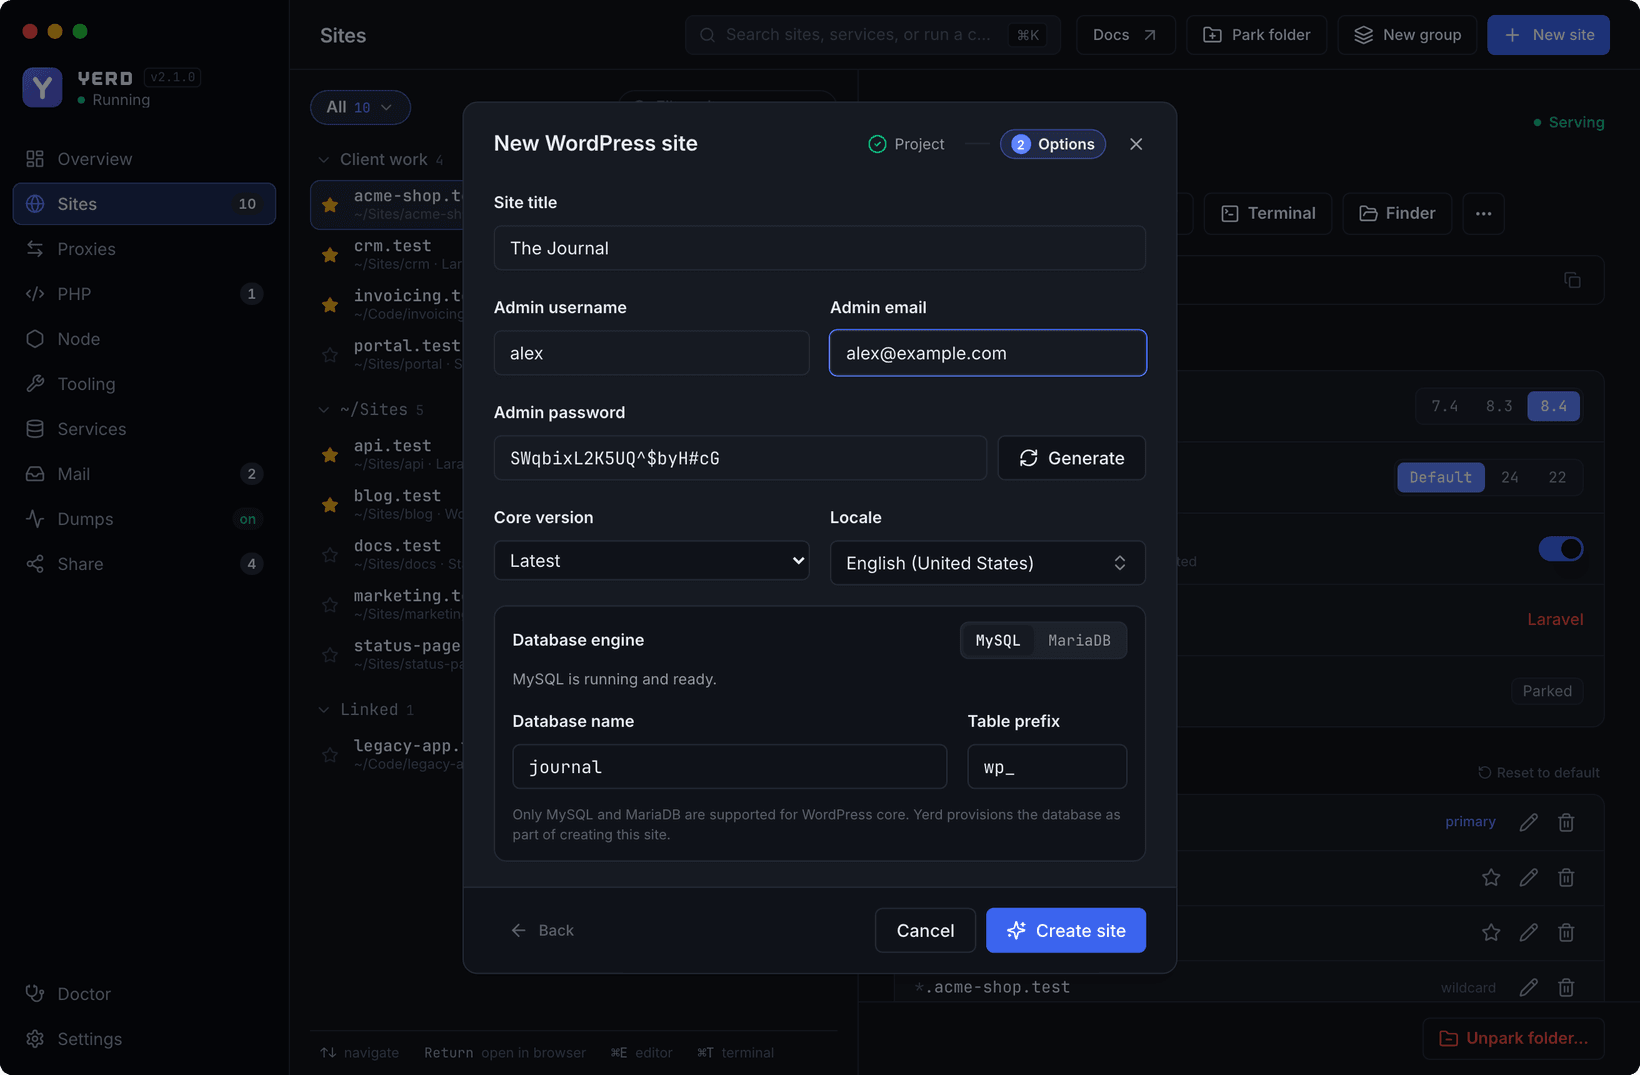 YERD v2.1.0
Running
Overview
Sites 10
Proxies
PHP 1
Node
Tooling
Services
Mail 2
Dumps on
Share 4
Doctor
Settings
Sites
Search sites, services, or run a c... ⌘K
Docs
Park folder
New group
New site
All 10
Client work 4
acme-shop.t
~/Sites/acme-sh
crm.test
~/Sites/crm · Lar
invoicing.t
~/Code/invoicing
portal.test
~/Sites/portal · S
~/Sites 5
api.test
~/Sites/api · Lara
blog.test
~/Sites/blog · Wo
docs.test
~/Sites/docs · St
marketing.t
~/Sites/marketin
status-page
~/Sites/status-pa
Linked 1
legacy-app.
~/Code/legacy-a
↑↓ navigate Return open in browser ⌘E editor ⌘T terminal
New WordPress site
Project
2 Options
Site title
The Journal
Admin username
Admin email
alex
alex@example.com
Admin password
SWqbixL2K5UQ^$byH#cG
Generate
Core version
Locale
Latest
English (United States)
Database engine
MySQL MariaDB
MySQL is running and ready.
Database name
Table prefix
journal
wp_
Only MySQL and MariaDB are supported for WordPress core. Yerd provisions the database as
part of creating this site.
Back
Cancel
Create site
Serving
Terminal
Finder
7.4 8.3 8.4
Default 24 22
ted
Laravel
Parked
Reset to default
primary
*.acme-shop.test wildcard
Unpark folder...